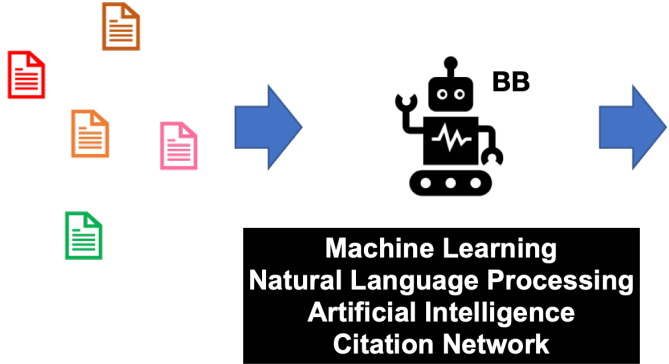 BB
Machine Learning
Natural Language Processing
Artificial Intelligence
Citation Network